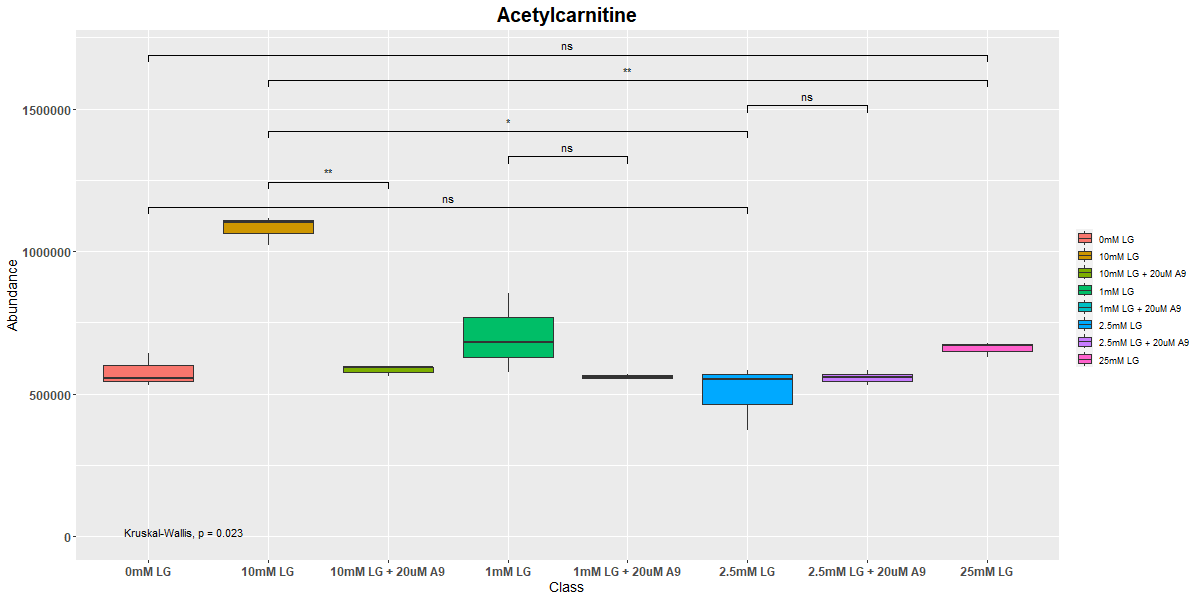 Acetylcarnitine
ns
**
ns
*
ns
**
ns
1500000
1000000
500000
0
Abundance
Kruskal-Wallis, p = 0.023
0mM LG
10mM LG
10mM LG + 20uM A9
1mM LG
1mM LG + 20uM A9
2.5mM LG
2.5mM LG + 20uM A9
25mM LG
Class
0mM LG
10mM LG
10mM LG + 20uM A9
1mM LG
1mM LG + 20uM A9
2.5mM LG
2.5mM LG + 20uM A9
25mM LG